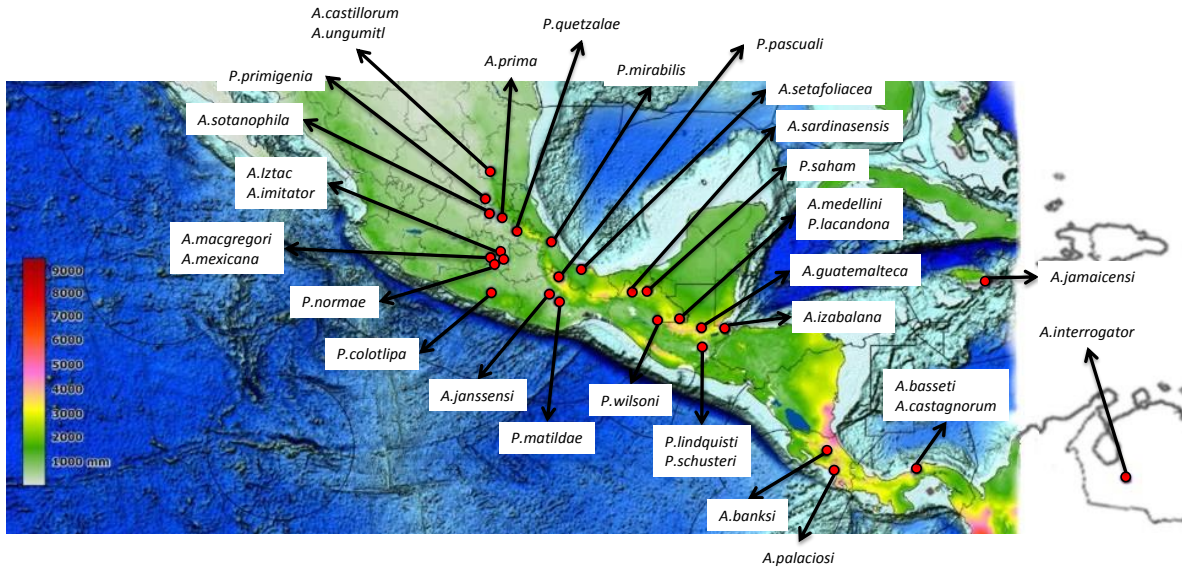 A.castillorum
A.ungumitl
P.quetzalae
A.prima
P.pascuali
P.primigenia
P.mirabilis
A.setafoliacea
A.sotanophila
A.sardinasensis
P.saham
A.Iztac
A.imitator
A.medellini
P.lacandona
A.macgregori
A.mexicana
A.guatemalteca
A.jamaicensi
P.normae
A.izabalana
A.interrogator
P.colotlipa
A.janssensi
P.wilsoni
A.basseti
A.castagnorum
P.matildae
P.lindquisti
P.schusteri
A.banksi
A.palaciosi
9000
8000
7000
6000
5000
4000
3000
2000
1000 mm